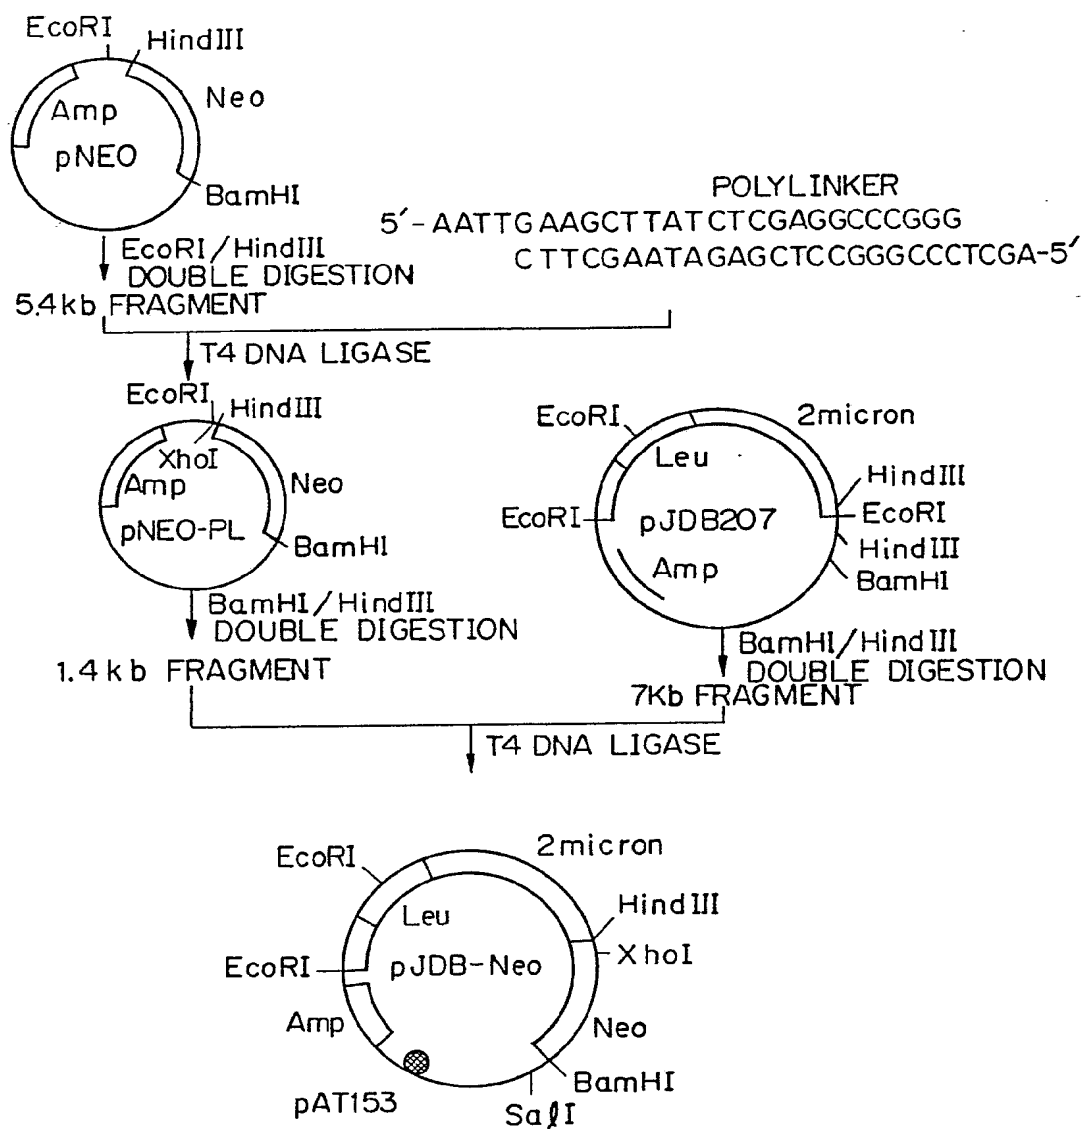 EcoRI
HindIII
Amp
Neo
pNEO
BamHI
EcoRI/HindIII
DOUBLE DIGESTION
5.4kb FRAGMENT
POLYLINKER
5′-AATTGAAGCTTATCTCGAGGCCCGGG
CTTCGAATAGAGCTCCGGGCCCTCGA-5′
T4 DNA LIGASE
EcoRI
HindIII
XhoI
Amp
Neo
pNEO-PL
BamHI
BamHI/HindIII
DOUBLE DIGESTION
1.4kb FRAGMENT
EcoRI
2micron
Leu
HindIII
EcoRI
pJDB207
EcoRI
HindIII
Amp
BamHI
BamHI/HindIII
DOUBLE DIGESTION
7Kb FRAGMENT
T4 DNA LIGASE
EcoRI
2micron
Leu
HindIII
EcoRI
pJDB-Neo
XhoI
Amp
Neo
BamHI
pAT153
SalI